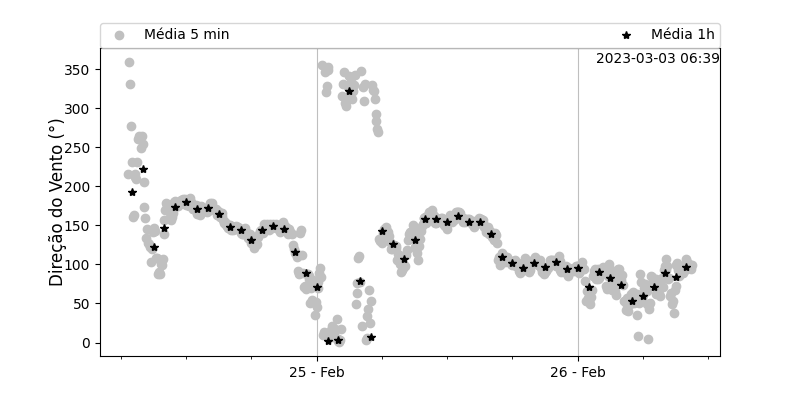 Média 5 min
Média 1h
2023-03-03 06:39
Direção do Vento (°)
350
300
250
200
150
100
50
0
25 - Feb
26 - Feb